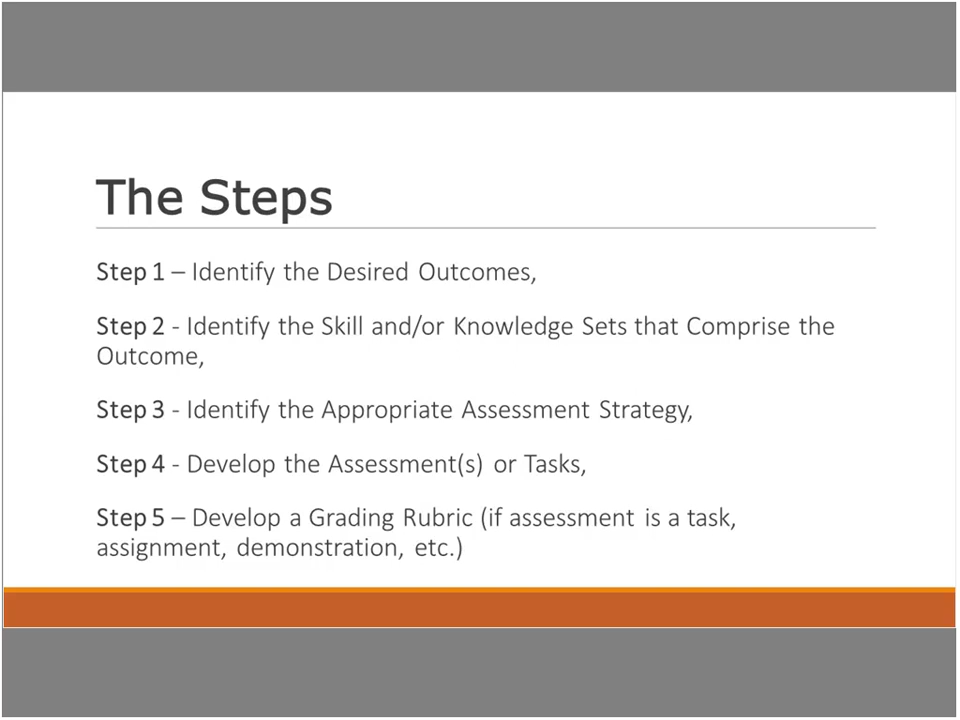 The Steps
Step 1 – Identify the Desired Outcomes,
Step 2 - Identify the Skill and/or Knowledge Sets that Comprise the
Outcome,
Step 3 - Identify the Appropriate Assessment Strategy,
Step 4 - Develop the Assessment(s) or Tasks,
Step 5 – Develop a Grading Rubric (if assessment is a task,
assignment, demonstration, etc.)